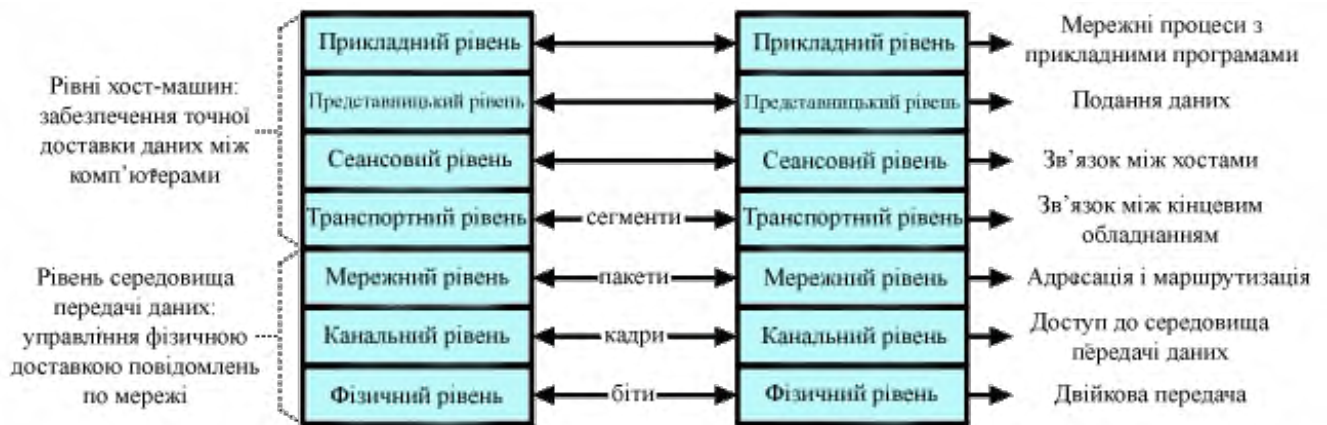 Рівні хост-машин:
забезпечення точної
доставки даних між
комп’ютерами
Рівень середовища
передачі даних:
управління фізичною
доставкою повідомлень
по мережі
Прикладний рівень
Представницький рівень
Сеансовий рівень
Транспортний рівень
Мережний рівень
Канальний рівень
Фізичний рівень
сегменти
пакети
кадри
біти
Прикладний рівень
Представницький рівень
Сеансовий рівень
Транспортний рівень
Мережний рівень
Канальний рівень
Фізичний рівень
Мережні процеси з
прикладними програмами
Подання даних
Зв’язок між хостами
Зв’язок між кінцевим
обладнанням
Адресація і маршрутизація
Доступ до середовища
передачі даних
Двійкова передача